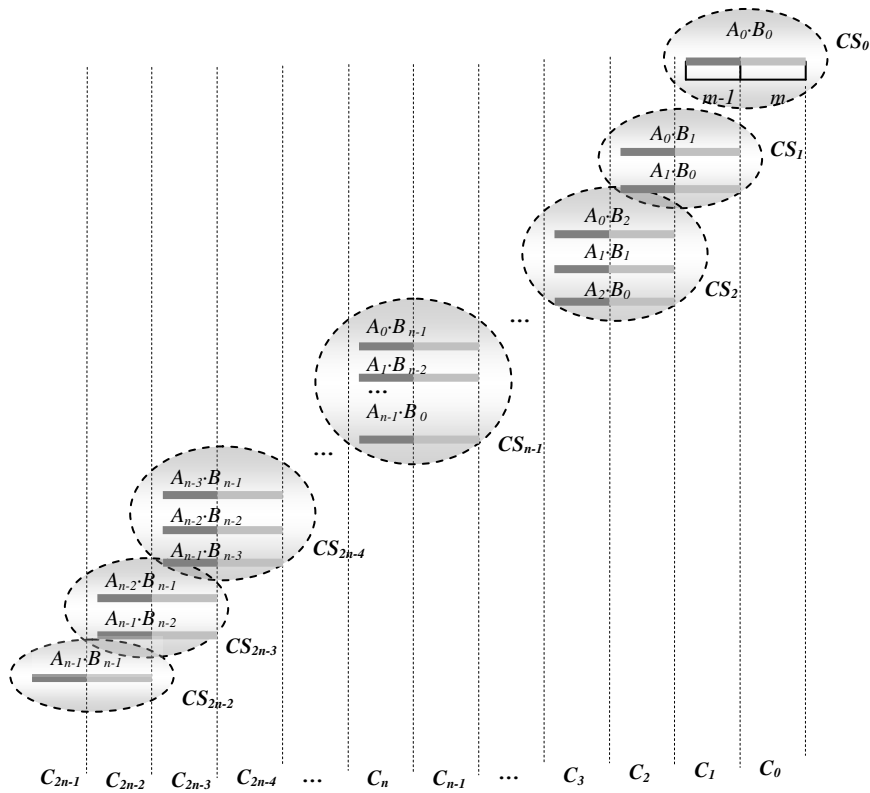 A₀·B₀
CS₀
m-1 m
A₀·B₁
CS₁
A₁·B₀
A₀·B₂
A₁·B₁
CS₂
A₂·B₀
...
A₀·Bₙ₋₁
A₁·Bₙ₋₂
...
Aₙ₋₁·B₀
CSₙ₋₁
...
Aₙ₋₃·Bₙ₋₁
Aₙ₋₂·Bₙ₋₂
Aₙ₋₁·Bₙ₋₃
CS₂ₙ₋₄
Aₙ₋₂·Bₙ₋₁
Aₙ₋₁·Bₙ₋₂
CS₂ₙ₋₃
Aₙ₋₁·Bₙ₋₁
CS₂ₙ₋₂
C₂ₙ₋₁ C₂ₙ₋₂ C₂ₙ₋₃ C₂ₙ₋₄ ... Cₙ Cₙ₋₁ ... C₃ C₂ C₁ C₀